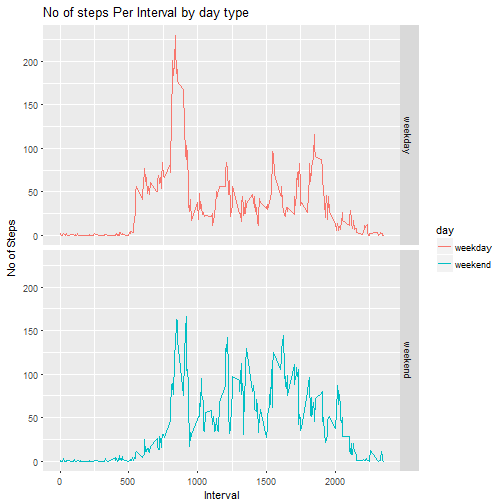 No of steps Per Interval by day type
200
150
100
50
0
weekday
200
150
100
50
0
weekend
0
500
1000
1500
2000
Interval
No of Steps
day
weekday
weekend